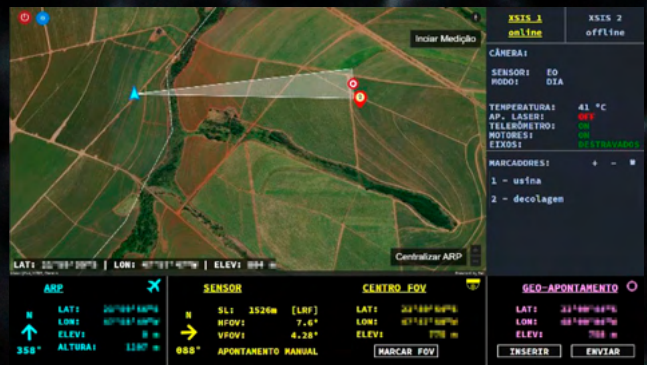 XSIS 1
online
XSIS 2
offline
Inciar Medição
CÂMERA:
SENSOR: EO
MODO: DIA
TEMPERATURA: 41 °C
AP. LASER: OFF
TELERÔMETRO: ON
MOTORES: ON
EIXOS: DESTRAVADOS
MARCADORES: + -
1 - usina
2 - decolagem
Centralizar ARP
LAT: | LON: | ELEV:
ARP
N
358°
LAT:
LON:
ELEV:
ALTURA:
SENSOR
N
088°
SL: 1526m [LRF]
HFOV: 7.6°
VFOV: 4.28°
APONTAMENTO MANUAL
CENTRO FOV
LAT:
LON:
ELEV:
MARCAR FOV
GEO-APONTAMENTO
LAT:
LON:
ELEV:
INSERIR ENVIAR